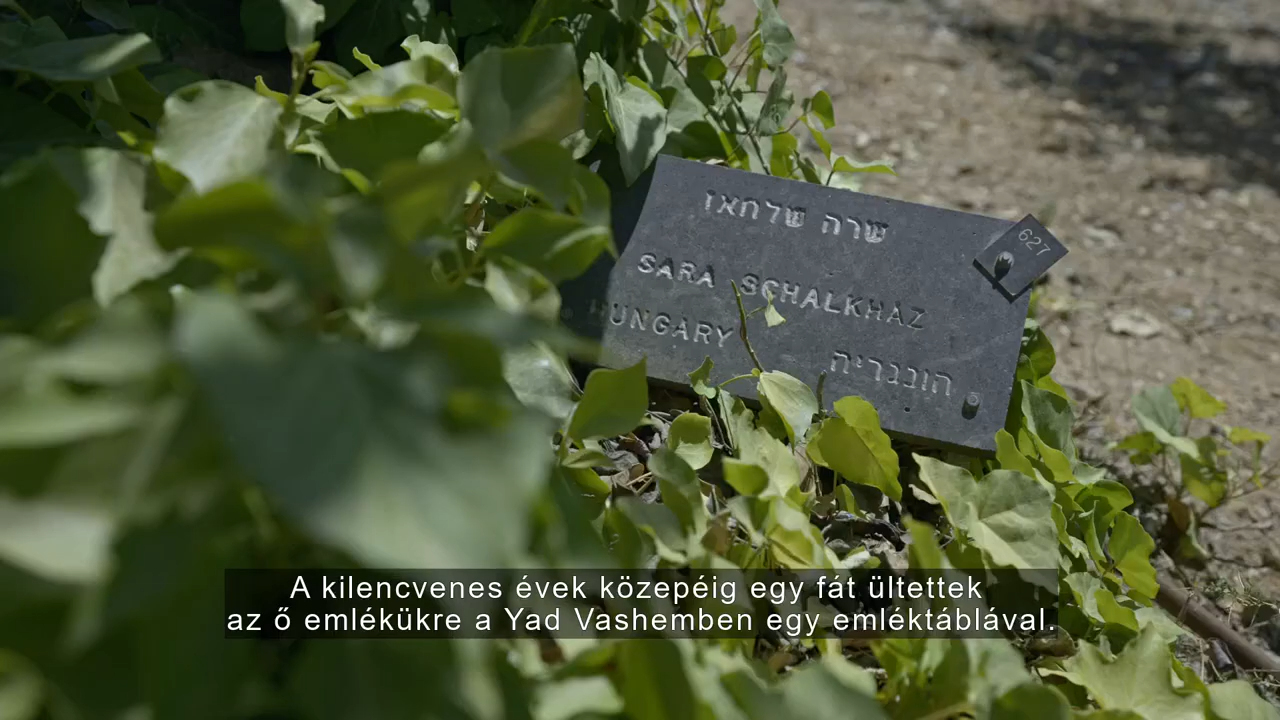 שרה שלחאז
627
SARA SCHALKHAZ
HUNGARY
הונגריה
A kilencvenes évek közepéig egy fát ültettek
az ő emlékükre a Yad Vashemben egy emléktáblával.